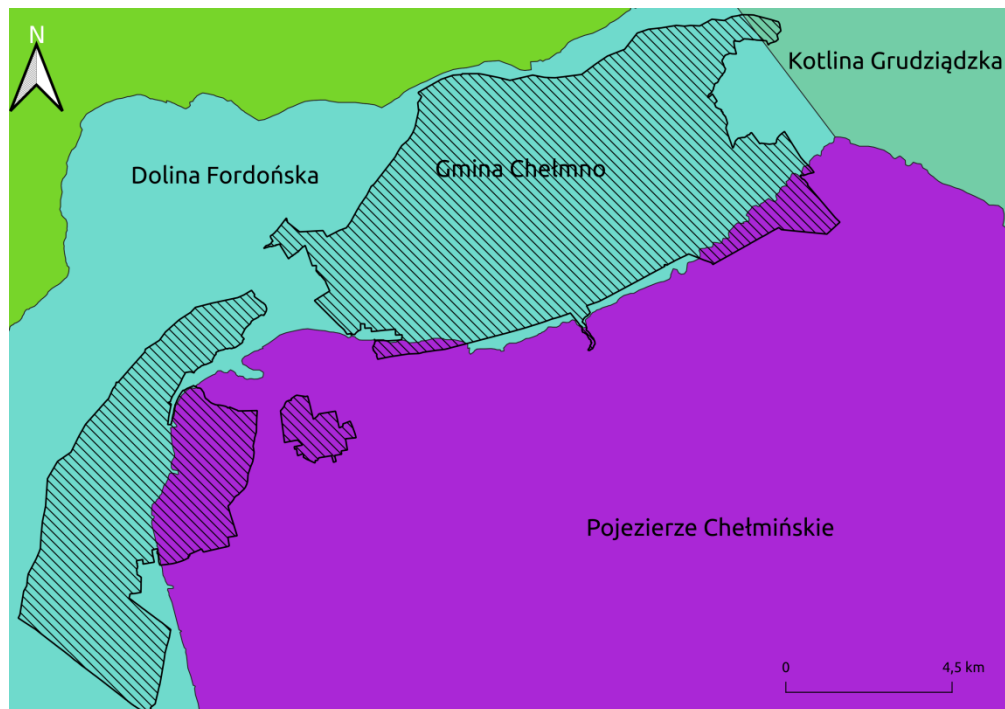 N
Kotlina Grudziądzka
Dolina Fordońska
Gmina Chełmno
Pojezierze Chełmińskie
0
4,5 km